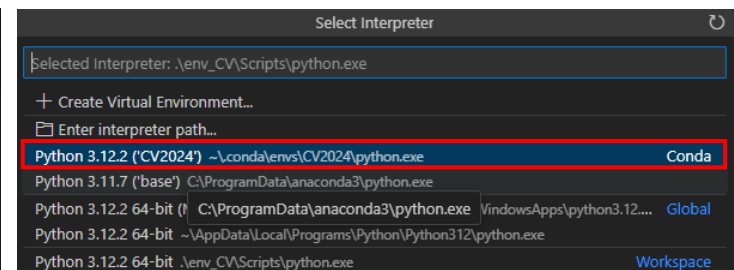 Select Interpreter
Selected Interpreter: .\env_CV\Scripts\python.exe
+ Create Virtual Environment...
Enter interpreter path...
Python 3.12.2 ('CV2024') ~\.conda\envs\CV2024\python.exe Conda
Python 3.11.7 ('base') C:\ProgramData\anaconda3\python.exe
Python 3.12.2 64-bit C:\ProgramData\anaconda3\python.exe WindowsApps\python3.12.... Global
Python 3.12.2 64-bit ~\AppData\Local\Programs\Python\Python312\python.exe
Python 3.12.2 64-bit .\env_CV\Scripts\python.exe Workspace